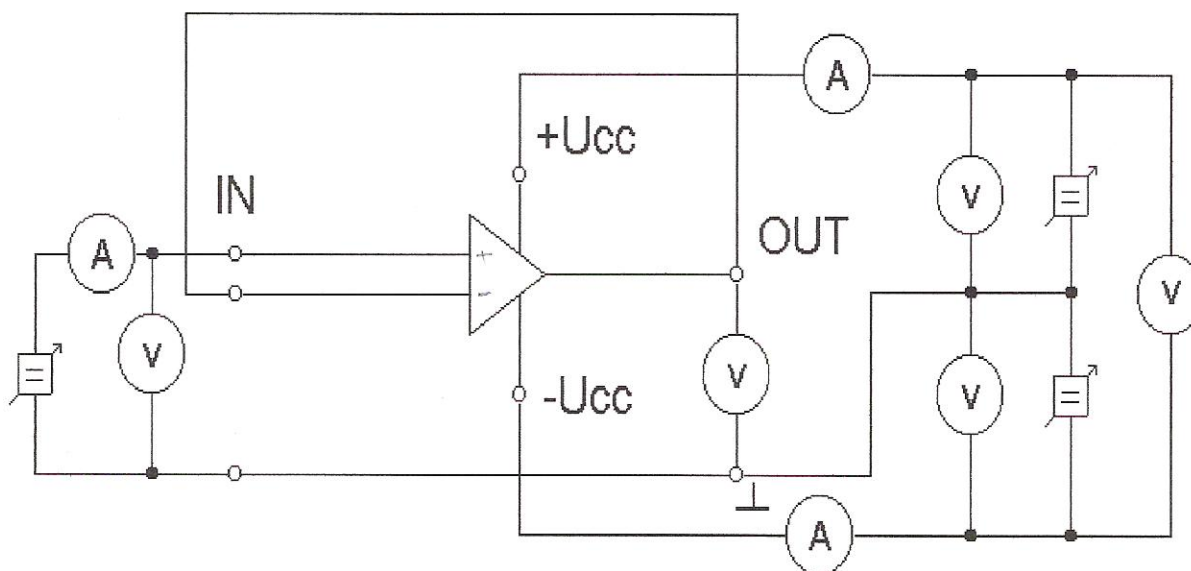 A
+Ucc
IN
V
=
A
+
OUT
V
-
=
V
V
V
-Ucc
=
A